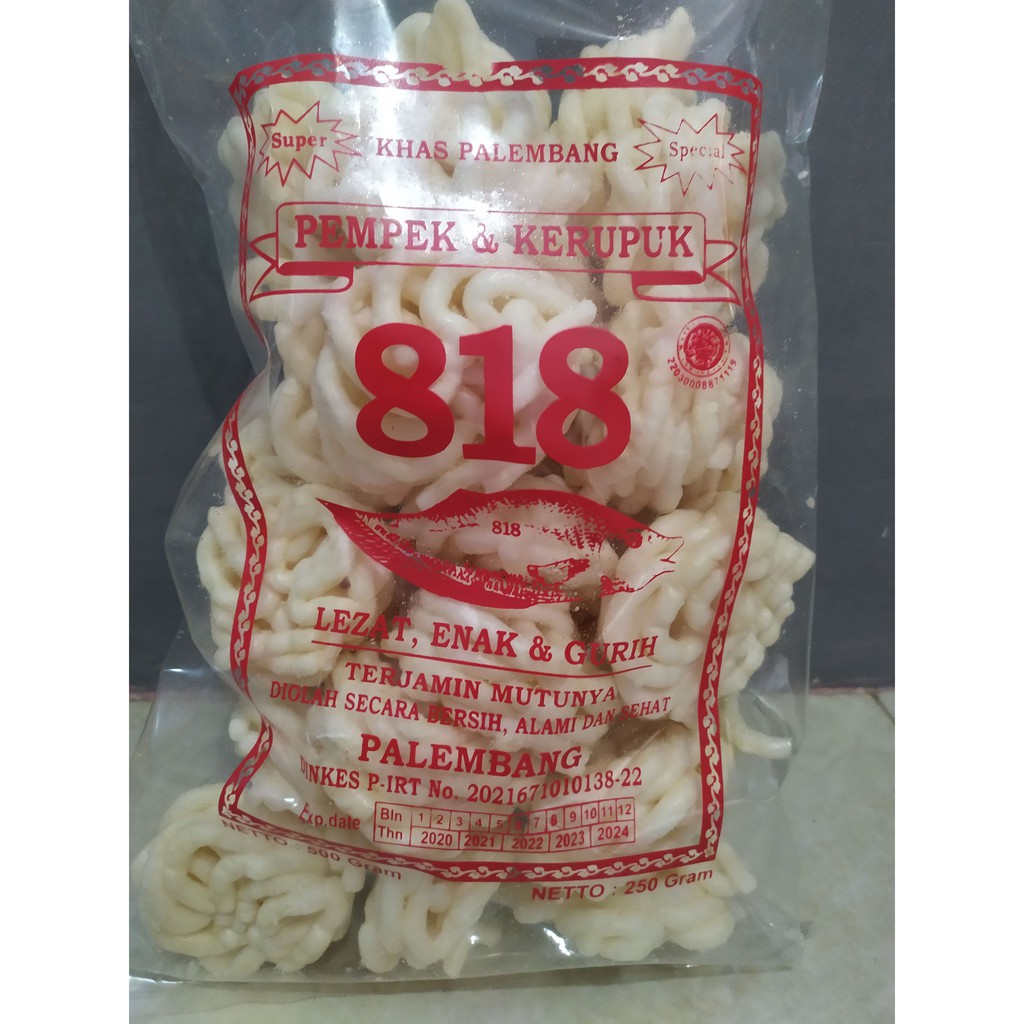 Super
KHAS PALEMBANG
Special
PEMPEK & KERUPUK
818
22030008871119
818
LEZAT, ENAK & GURIH
TERJAMIN MUTUNYA
DIOLAH SECARA BERSIH, ALAMI DAN SEHAT
PALEMBANG
DINKES P-IRT No. 2021671010138-22
Exp.date
Bln 1 2 3 4 5 6 7 8 9 10 11 12
Thn 2020 2021 2022 2023 2024
NETTO : 500 Gram
NETTO : 250 Gram